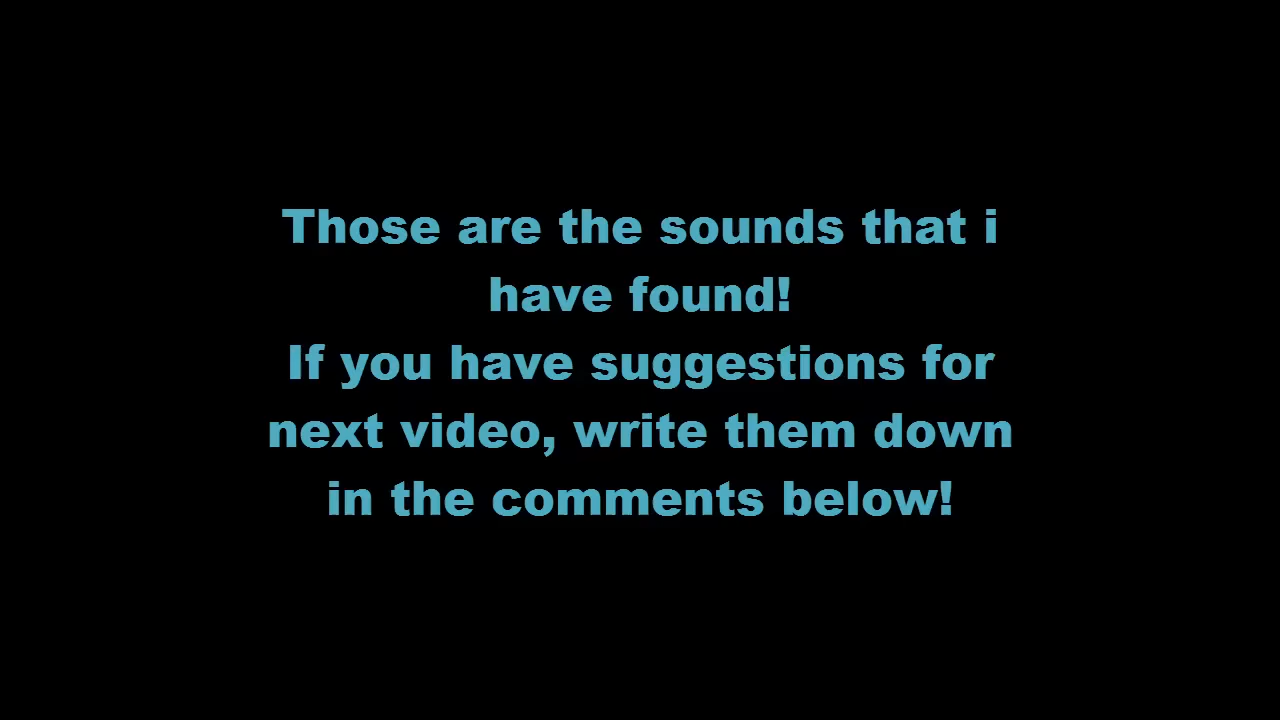 Those are the sounds that i
have found!
If you have suggestions for
next video, write them down
in the comments below!